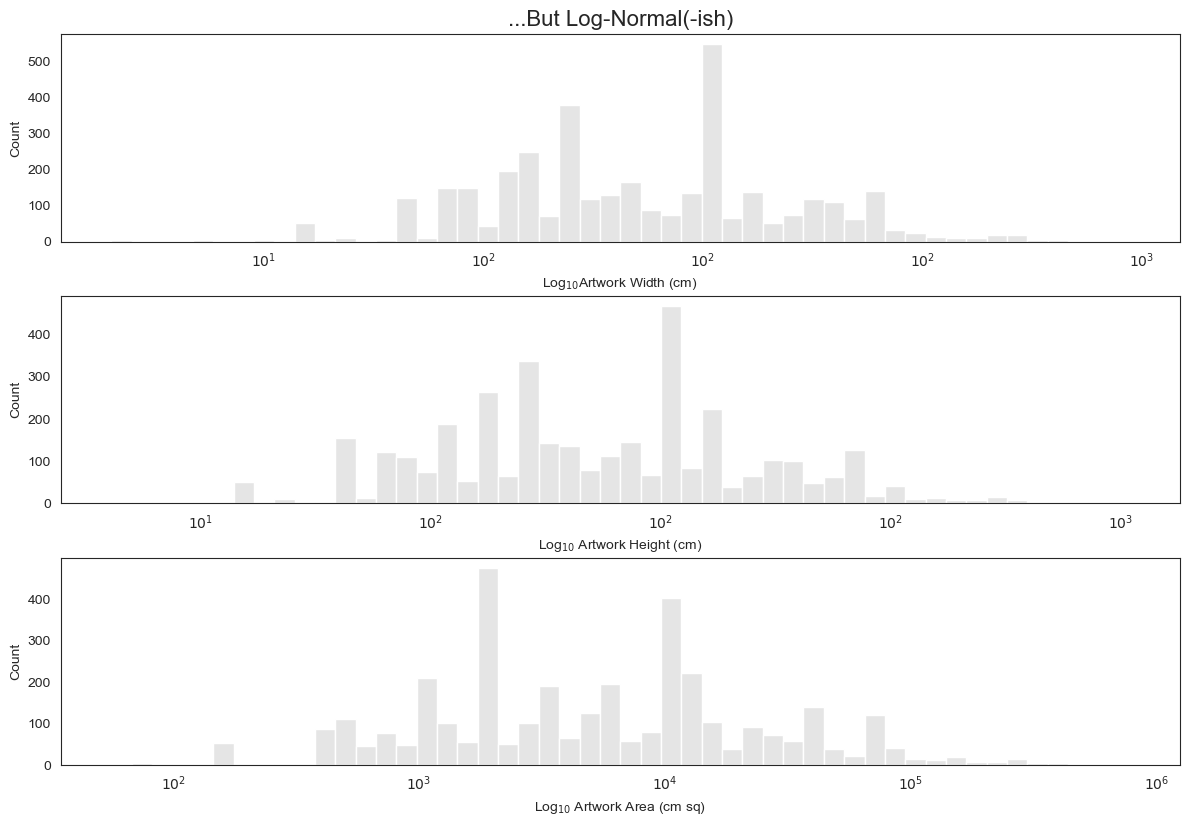 ...But Log-Normal(-ish)
500
400
300
200
100
0
Count
10¹ 10² 10² 10² 10³
Log₁₀Artwork Width (cm)
400
300
200
100
0
Count
10¹ 10² 10² 10² 10³
Log₁₀ Artwork Height (cm)
400
300
200
100
0
Count
10² 10³ 10⁴ 10⁵ 10⁶
Log₁₀ Artwork Area (cm sq)